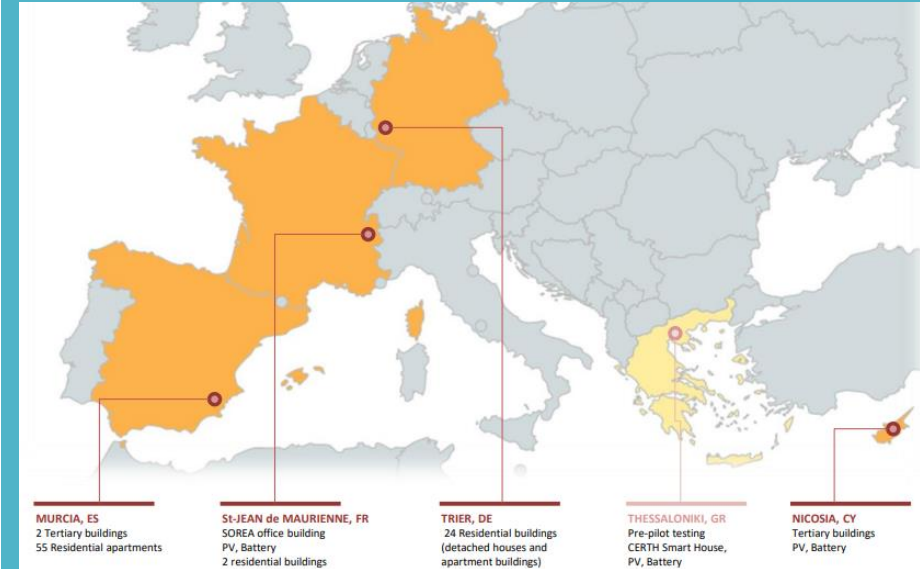 MURCIA, ES
2 Tertiary buildings
55 Residential apartments
St-JEAN de MAURIENNE, FR
SOREA office building
PV, Battery
2 residential buildings
TRIER, DE
24 Residential buildings
(detached houses and
apartment buildings)
THESSALONIKI, GR
Pre-pilot testing
CERTH Smart House,
PV, Battery
NICOSIA, CY
Tertiary buildings
PV, Battery